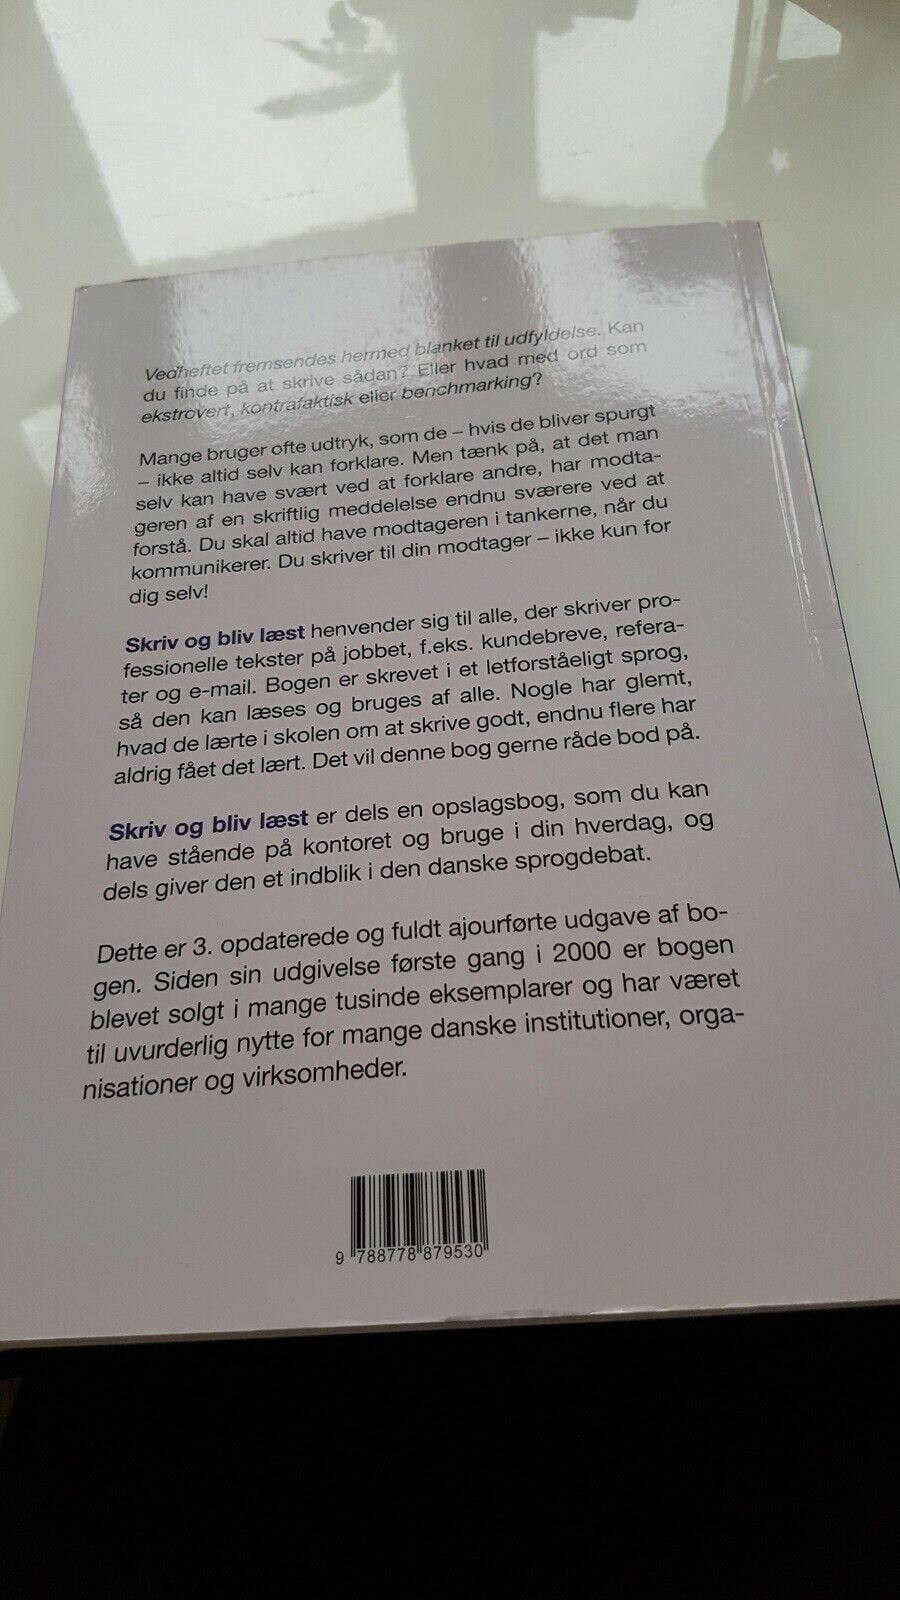 Vedheftet fremsendes hermed blanket til udfyldelse. Kan
du finde på at skrive sådan? Eller hvad med ord som
ekstrovert, kontrafaktisk eller benchmarking?
Mange bruger ofte udtryk, som de – hvis de bliver spurgt
– ikke altid selv kan forklare. Men tænk på, at det man
selv kan have svært ved at forklare andre, har modta-
geren af en skriftlig meddelelse endnu sværere ved at
forstå. Du skal altid have modtageren i tankerne, når du
kommunikerer. Du skriver til din modtager – ikke kun for
dig selv!
Skriv og bliv læst henvender sig til alle, der skriver pro-
fessionelle tekster på jobbet, f.eks. kundebreve, refera-
ter og e-mail. Bogen er skrevet i et letforståeligt sprog,
så den kan læses og bruges af alle. Nogle har glemt,
hvad de lærte i skolen om at skrive godt, endnu flere har
aldrig fået det lært. Det vil denne bog gerne råde bod på.
Skriv og bliv læst er dels en opslagsbog, som du kan
have stående på kontoret og bruge i din hverdag, og
dels giver den et indblik i den danske sprogdebat.
Dette er 3. opdaterede og fuldt ajourførte udgave af bo-
gen. Siden sin udgivelse første gang i 2000 er bogen
blevet solgt i mange tusinde eksemplarer og har været
til uvurderlig nytte for mange danske institutioner, orga-
nisationer og virksomheder.
9 788778 879530